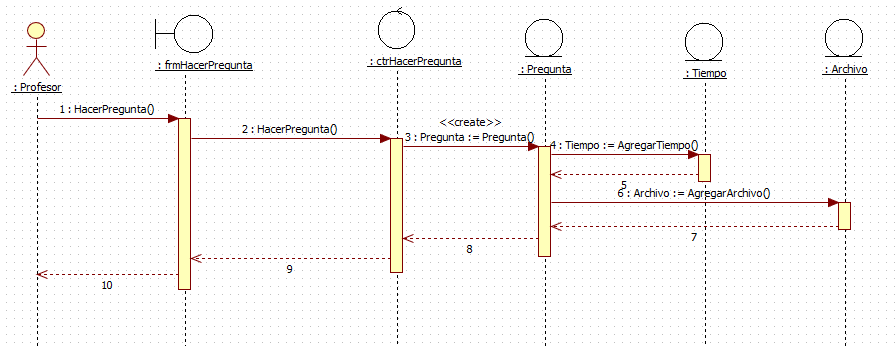 : Profesor
: frmHacerPregunta
: ctrHacerPregunta
: Pregunta
: Tiempo
: Archivo
1 : HacerPregunta()
2 : HacerPregunta()
<<create>>
3 : Pregunta := Pregunta()
4 : Tiempo := AgregarTiempo()
5
6 : Archivo := AgregarArchivo()
7
8
9
10